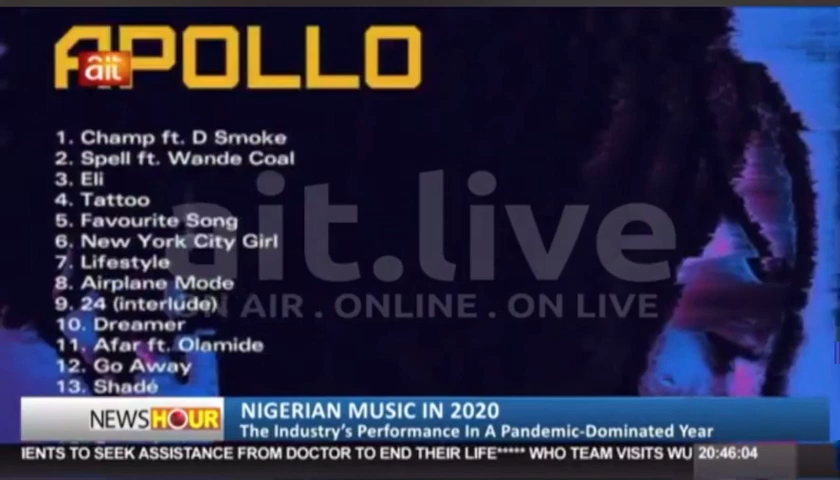 APOLLO
ait
1. Champ ft. D Smoke
2. Spell ft. Wande Coal
3. Eli
4. Tattoo
5. Favourite Song
6. New York City Girl
7. Lifestyle
8. Airplane Mode
9. 24 (interlude)
10. Dreamer
11. Afar ft. Olamide
12. Go Away
13. Shadé
ait.live
ON AIR . ONLINE . ON LIVE
NEWSHOUR
NIGERIAN MUSIC IN 2020
The Industry's Performance In A Pandemic-Dominated Year
IENTS TO SEEK ASSISTANCE FROM DOCTOR TO END THEIR LIFE***** WHO TEAM VISITS WU
20:46:04